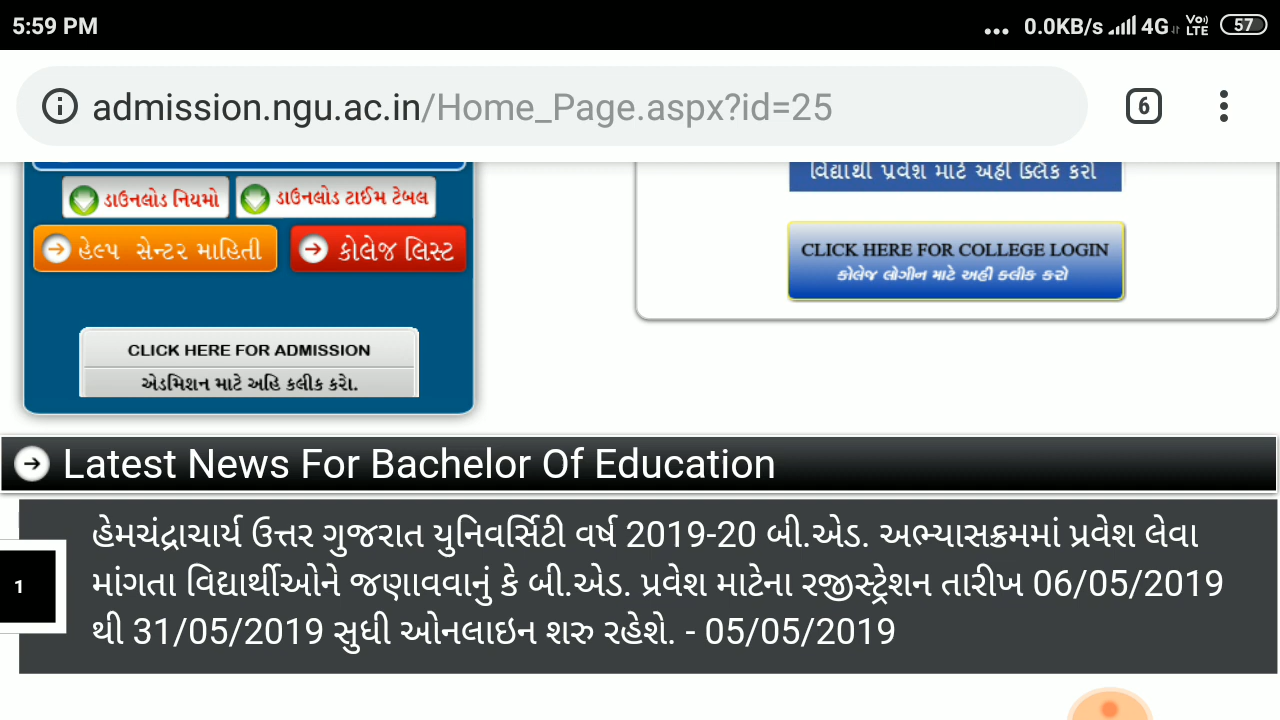 5:59 PM
... 0.0KB/s 4G Vo) LTE 57
admission.ngu.ac.in/Home_Page.aspx?id=25
6
વિદ્યાથી પ્રવેશ માટે અહીં ક્લિક કરો
ડાઉનલોડ નિયમો
ડાઉનલોડ ટાઈમ ટેબલ
હેલ્પ સેન્ટર માહિતી
કોલેજ લિસ્ટ
CLICK HERE FOR COLLEGE LOGIN
કોલેજ લોગીન માટે અહી કલીક કરો
CLICK HERE FOR ADMISSION
એડમિશન માટે અહિ કલીક કરો.
Latest News For Bachelor Of Education
1
હેમચંદ્રાચાર્ય ઉત્તર ગુજરાત યુનિવર્સિટી વર્ષ 2019-20 બી.એડ. અભ્યાસક્રમમાં પ્રવેશ લેવા
માંગતા વિદ્યાર્થીઓને જણાવવાનું કે બી.એડ. પ્રવેશ માટેના રજીસ્ટ્રેશન તારીખ 06/05/2019
થી 31/05/2019 સુધી ઓનલાઇન શરુ રહેશે. - 05/05/2019